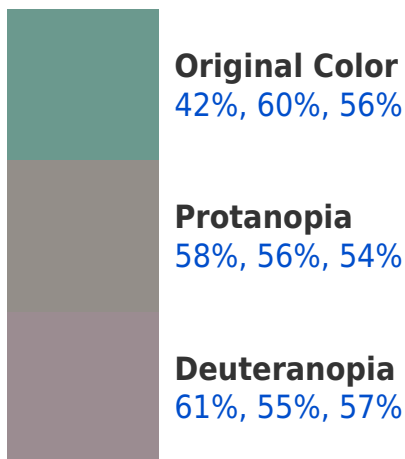 Original Color
42%, 60%, 56%
Protanopia
58%, 56%, 54%
Deuteranopia
61%, 55%, 57%